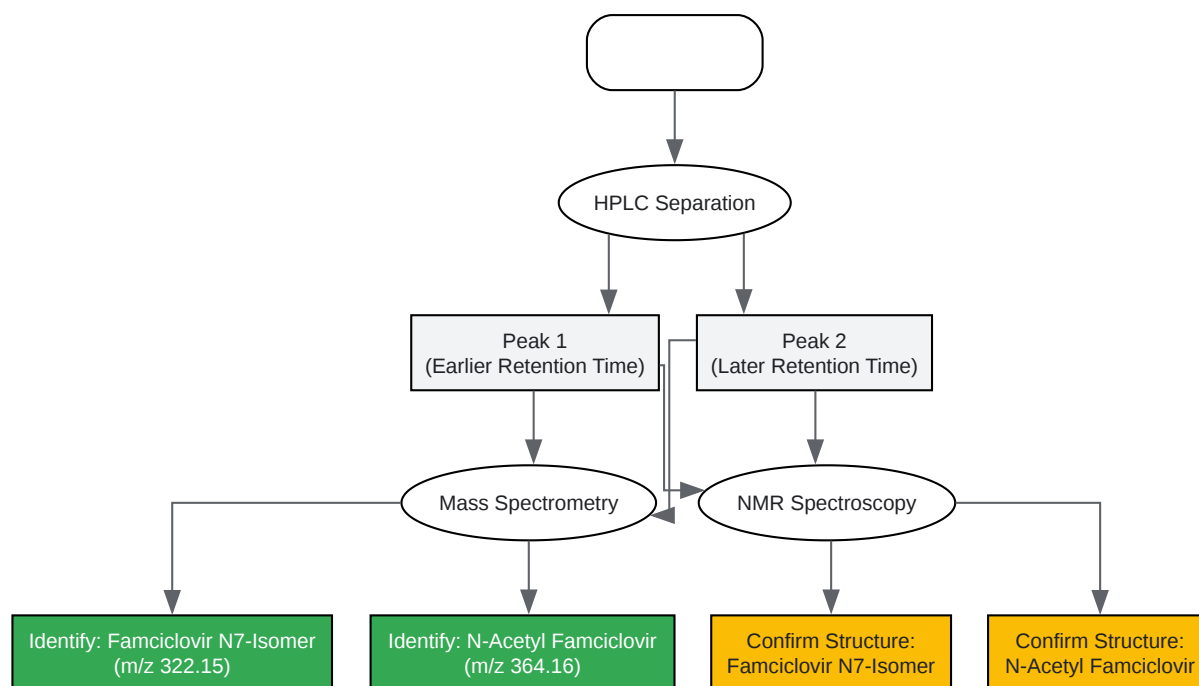 HPLC Separation
Peak 1
(Earlier Retention Time)
Peak 2
(Later Retention Time)
Mass Spectrometry
NMR Spectroscopy
Identify: Famciclovir N7-Isomer
(m/z 322.15)
Identify: N-Acetyl Famciclovir
(m/z 364.16)
Confirm Structure:
Famciclovir N7-Isomer
Confirm Structure:
N-Acetyl Famciclovir